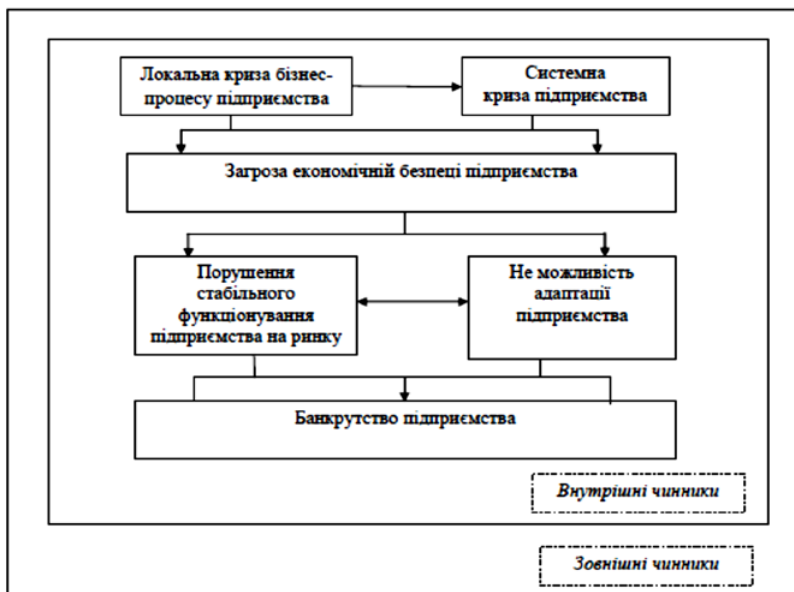 Локальна криза бізнес-
процесу підприємства
Системна
криза підприємства
Загроза економічній безпеці підприємства
Порушення
стабільного
функціонування
підприємства на ринку
Не можливість
адаптації
підприємства
Банкрутство підприємства
Внутрішні чинники
Зовнішні чинники